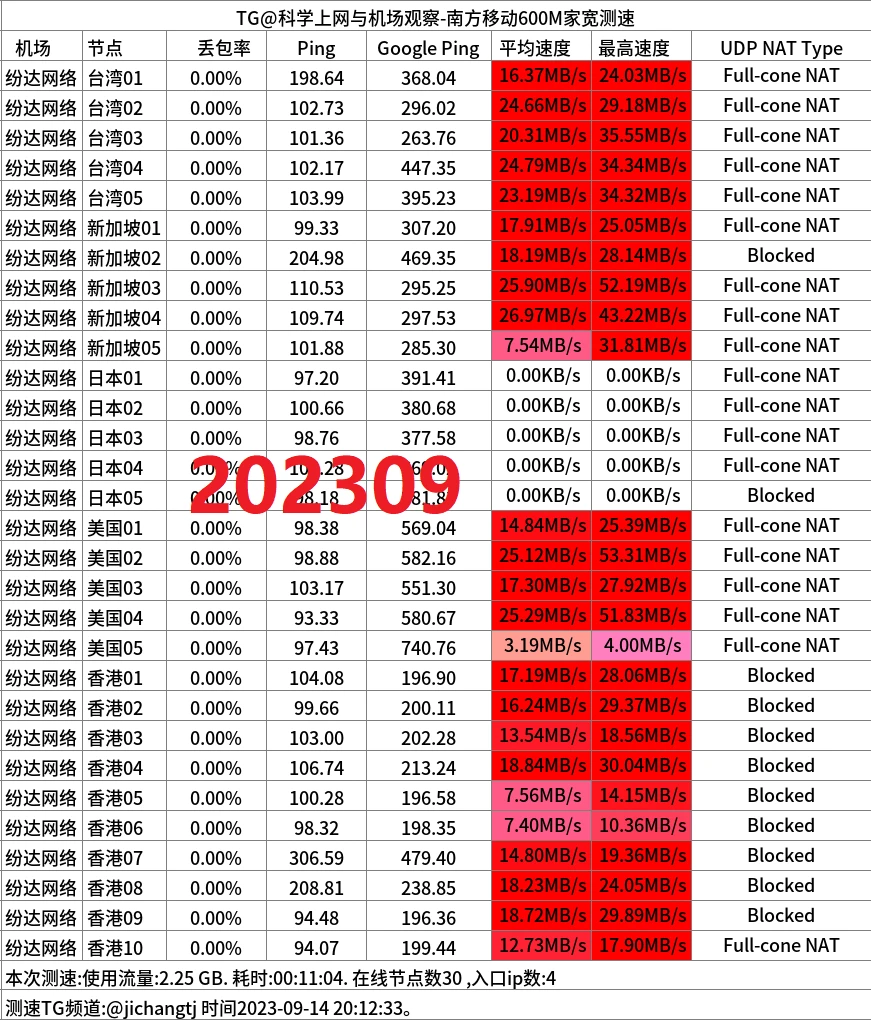 TG@科学上网与机场观察-南方移动600M家宽测速
机场 节点 丢包率 Ping Google Ping 平均速度 最高速度 UDP NAT Type
纷达网络 台湾01 0.00% 198.64 368.04 16.37MB/s 24.03MB/s Full-cone NAT
纷达网络 台湾02 0.00% 102.73 296.02 24.66MB/s 29.18MB/s Full-cone NAT
纷达网络 台湾03 0.00% 101.36 263.76 20.31MB/s 35.55MB/s Full-cone NAT
纷达网络 台湾04 0.00% 102.17 447.35 24.79MB/s 34.34MB/s Full-cone NAT
纷达网络 台湾05 0.00% 103.99 395.23 23.19MB/s 34.32MB/s Full-cone NAT
纷达网络 新加坡01 0.00% 99.33 307.20 17.91MB/s 25.05MB/s Full-cone NAT
纷达网络 新加坡02 0.00% 204.98 469.35 18.19MB/s 28.14MB/s Blocked
纷达网络 新加坡03 0.00% 110.53 295.25 25.90MB/s 52.19MB/s Full-cone NAT
纷达网络 新加坡04 0.00% 109.74 297.53 26.97MB/s 43.22MB/s Full-cone NAT
纷达网络 新加坡05 0.00% 101.88 285.30 7.54MB/s 31.81MB/s Full-cone NAT
纷达网络 日本01 0.00% 97.20 391.41 0.00KB/s 0.00KB/s Full-cone NAT
纷达网络 日本02 0.00% 100.66 380.68 0.00KB/s 0.00KB/s Full-cone NAT
纷达网络 日本03 0.00% 98.76 377.58 0.00KB/s 0.00KB/s Full-cone NAT
纷达网络 日本04 0.00% 0.00KB/s 0.00KB/s Full-cone NAT
202309
纷达网络 日本05 0.00% 98.18 0.00KB/s 0.00KB/s Blocked
纷达网络 美国01 0.00% 98.38 569.04 14.84MB/s 25.39MB/s Full-cone NAT
纷达网络 美国02 0.00% 98.88 582.16 25.12MB/s 53.31MB/s Full-cone NAT
纷达网络 美国03 0.00% 103.17 551.30 17.30MB/s 27.92MB/s Full-cone NAT
纷达网络 美国04 0.00% 93.33 580.67 25.29MB/s 51.83MB/s Full-cone NAT
纷达网络 美国05 0.00% 97.43 740.76 3.19MB/s 4.00MB/s Full-cone NAT
纷达网络 香港01 0.00% 104.08 196.90 17.19MB/s 28.06MB/s Blocked
纷达网络 香港02 0.00% 99.66 200.11 16.24MB/s 29.37MB/s Blocked
纷达网络 香港03 0.00% 103.00 202.28 13.54MB/s 18.56MB/s Blocked
纷达网络 香港04 0.00% 106.74 213.24 18.84MB/s 30.04MB/s Blocked
纷达网络 香港05 0.00% 100.28 196.58 7.56MB/s 14.15MB/s Blocked
纷达网络 香港06 0.00% 98.32 198.35 7.40MB/s 10.36MB/s Blocked
纷达网络 香港07 0.00% 306.59 479.40 14.80MB/s 19.36MB/s Blocked
纷达网络 香港08 0.00% 208.81 238.85 18.23MB/s 24.05MB/s Blocked
纷达网络 香港09 0.00% 94.48 196.36 18.72MB/s 29.89MB/s Blocked
纷达网络 香港10 0.00% 94.07 199.44 12.73MB/s 17.90MB/s Full-cone NAT
本次测速:使用流量:2.25 GB. 耗时:00:11:04. 在线节点数30 ,入口ip数:4
测速TG频道:@jichangtj 时间2023-09-14 20:12:33。